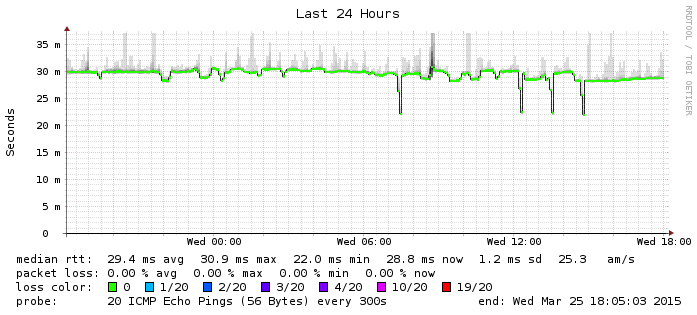 Last 24 Hours
RRDTOOL / TOBI OETIKER
Seconds
35 m
30 m
25 m
20 m
15 m
10 m
5 m
0
Wed 00:00 Wed 06:00 Wed 12:00 Wed 18:00
median rtt: 29.4 ms avg 30.9 ms max 22.0 ms min 28.8 ms now 1.2 ms sd 25.3 am/s
packet loss: 0.00 % avg 0.00 % max 0.00 % min 0.00 % now
loss color: 0 1/20 2/20 3/20 4/20 10/20 19/20
probe: 20 ICMP Echo Pings (56 Bytes) every 300s end: Wed Mar 25 18:05:03 2015